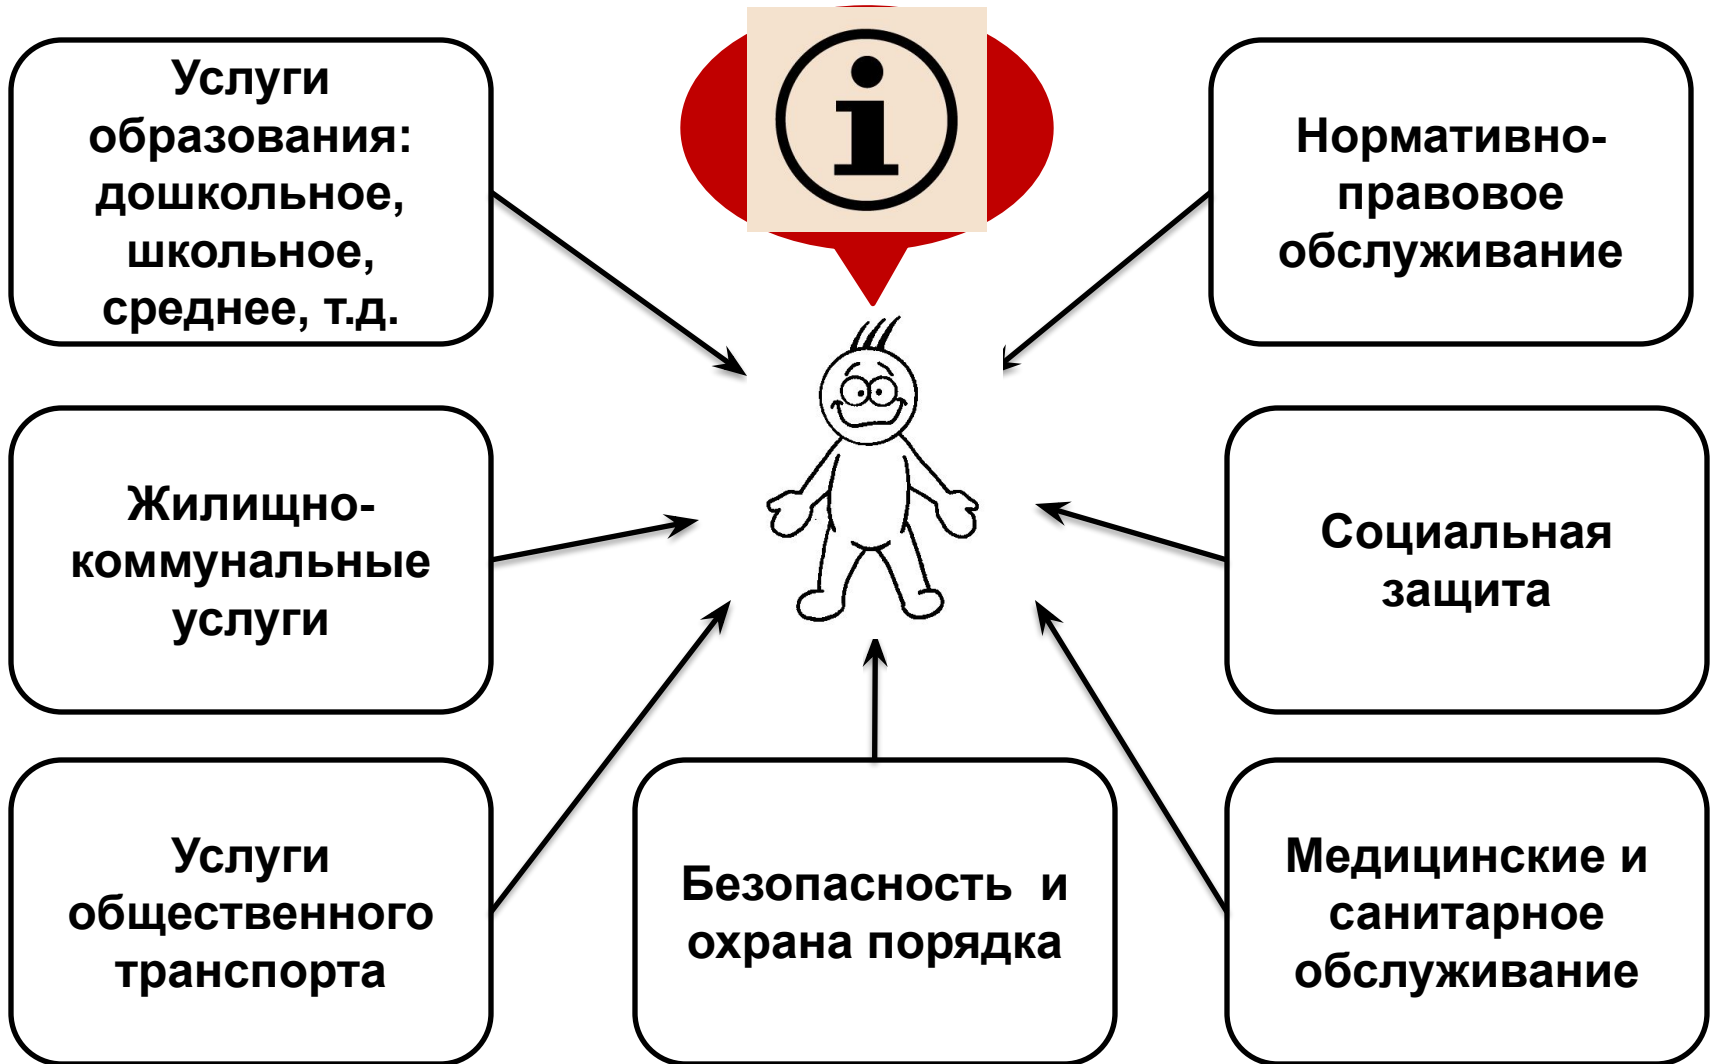 Услуги
образования:
дошкольное,
школьное,
среднее, т.д.
i
Нормативно-
правовое
обслуживание
Жилищно-
коммунальные
услуги
Социальная
защита
Услуги
общественного
транспорта
Безопасность и
охрана порядка
Медицинские и
санитарное
обслуживание